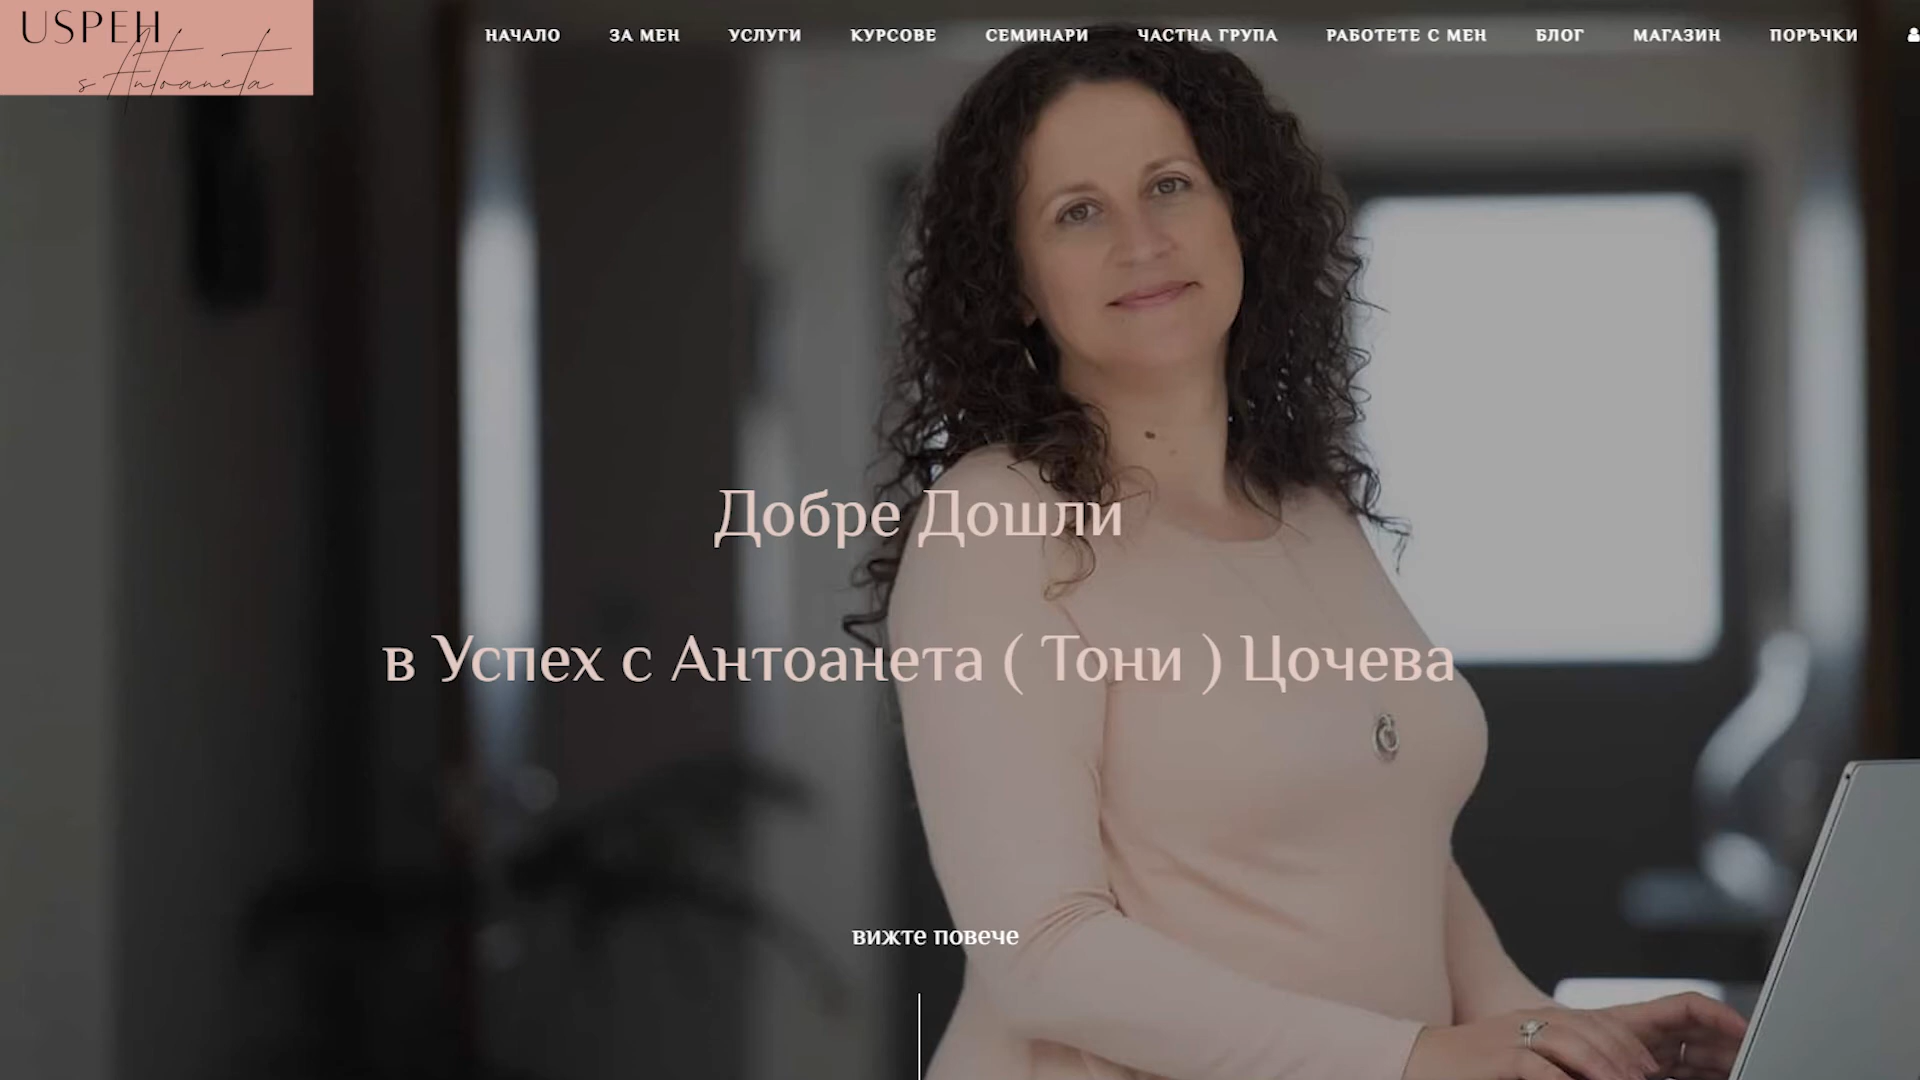 USPEH
s Antoaneta
НАЧАЛО ЗА МЕН УСЛУГИ КУРСОВЕ СЕМИНАРИ ЧАСТНА ГРУПА РАБОТЕТЕ С МЕН БЛОГ МАГАЗИН ПОРЪЧКИ
Добре Дошли
в Успех с Антоанета ( Тони ) Цочева
вижте повече